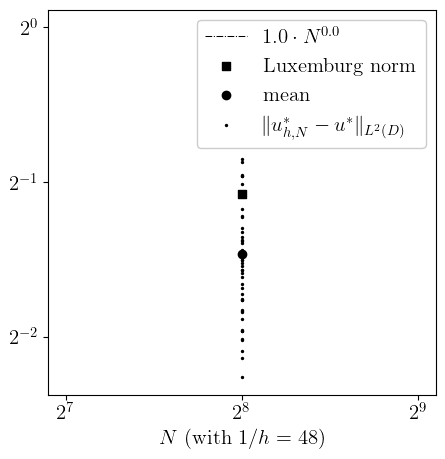 2^0
1.0 · N^{0.0}
Luxemburg norm
mean
‖u^*_{h,N} − u^*‖_{L^2(D)}
2^{−1}
2^{−2}
2^7 2^8 2^9
N (with 1/h = 48)